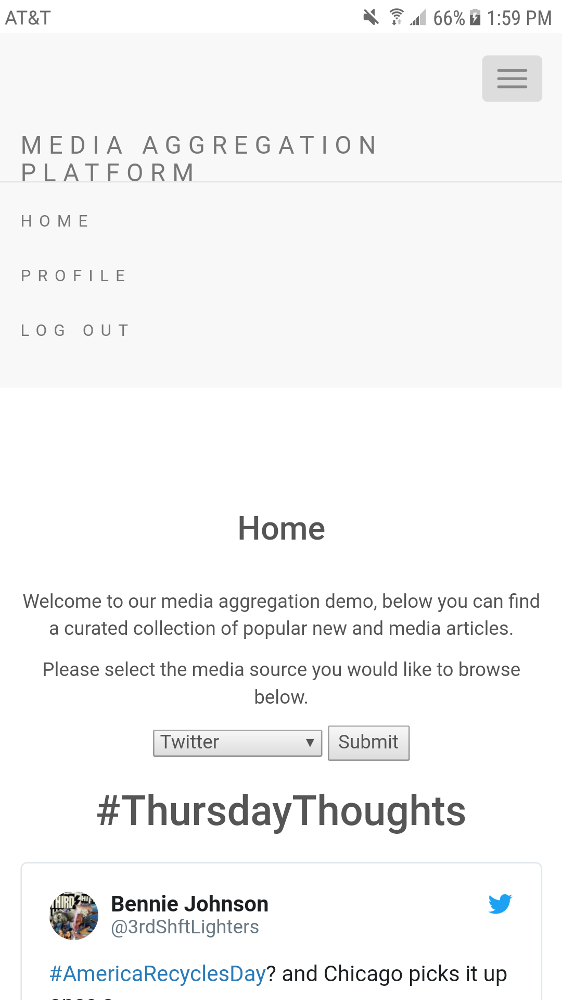 AT&T 66% 1:59 PM
MEDIA AGGREGATION
PLATFORM
HOME
PROFILE
LOG OUT
Home
Welcome to our media aggregation demo, below you can find
a curated collection of popular new and media articles.
Please select the media source you would like to browse
below.
Twitter ▼ Submit
#ThursdayThoughts
Bennie Johnson
@3rdShftLighters
#AmericaRecyclesDay? and Chicago picks it up